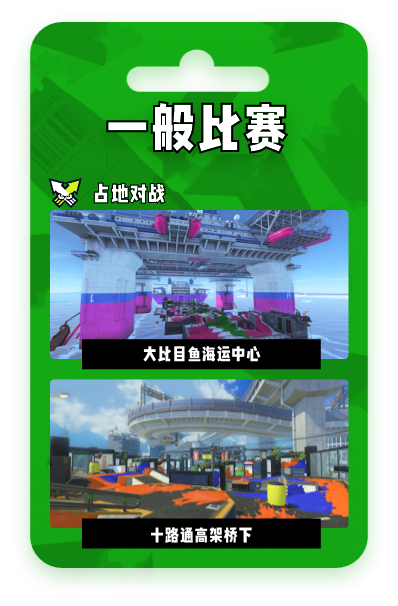 一般比赛
占地对战
大比目鱼海运中心
十路通高架桥下